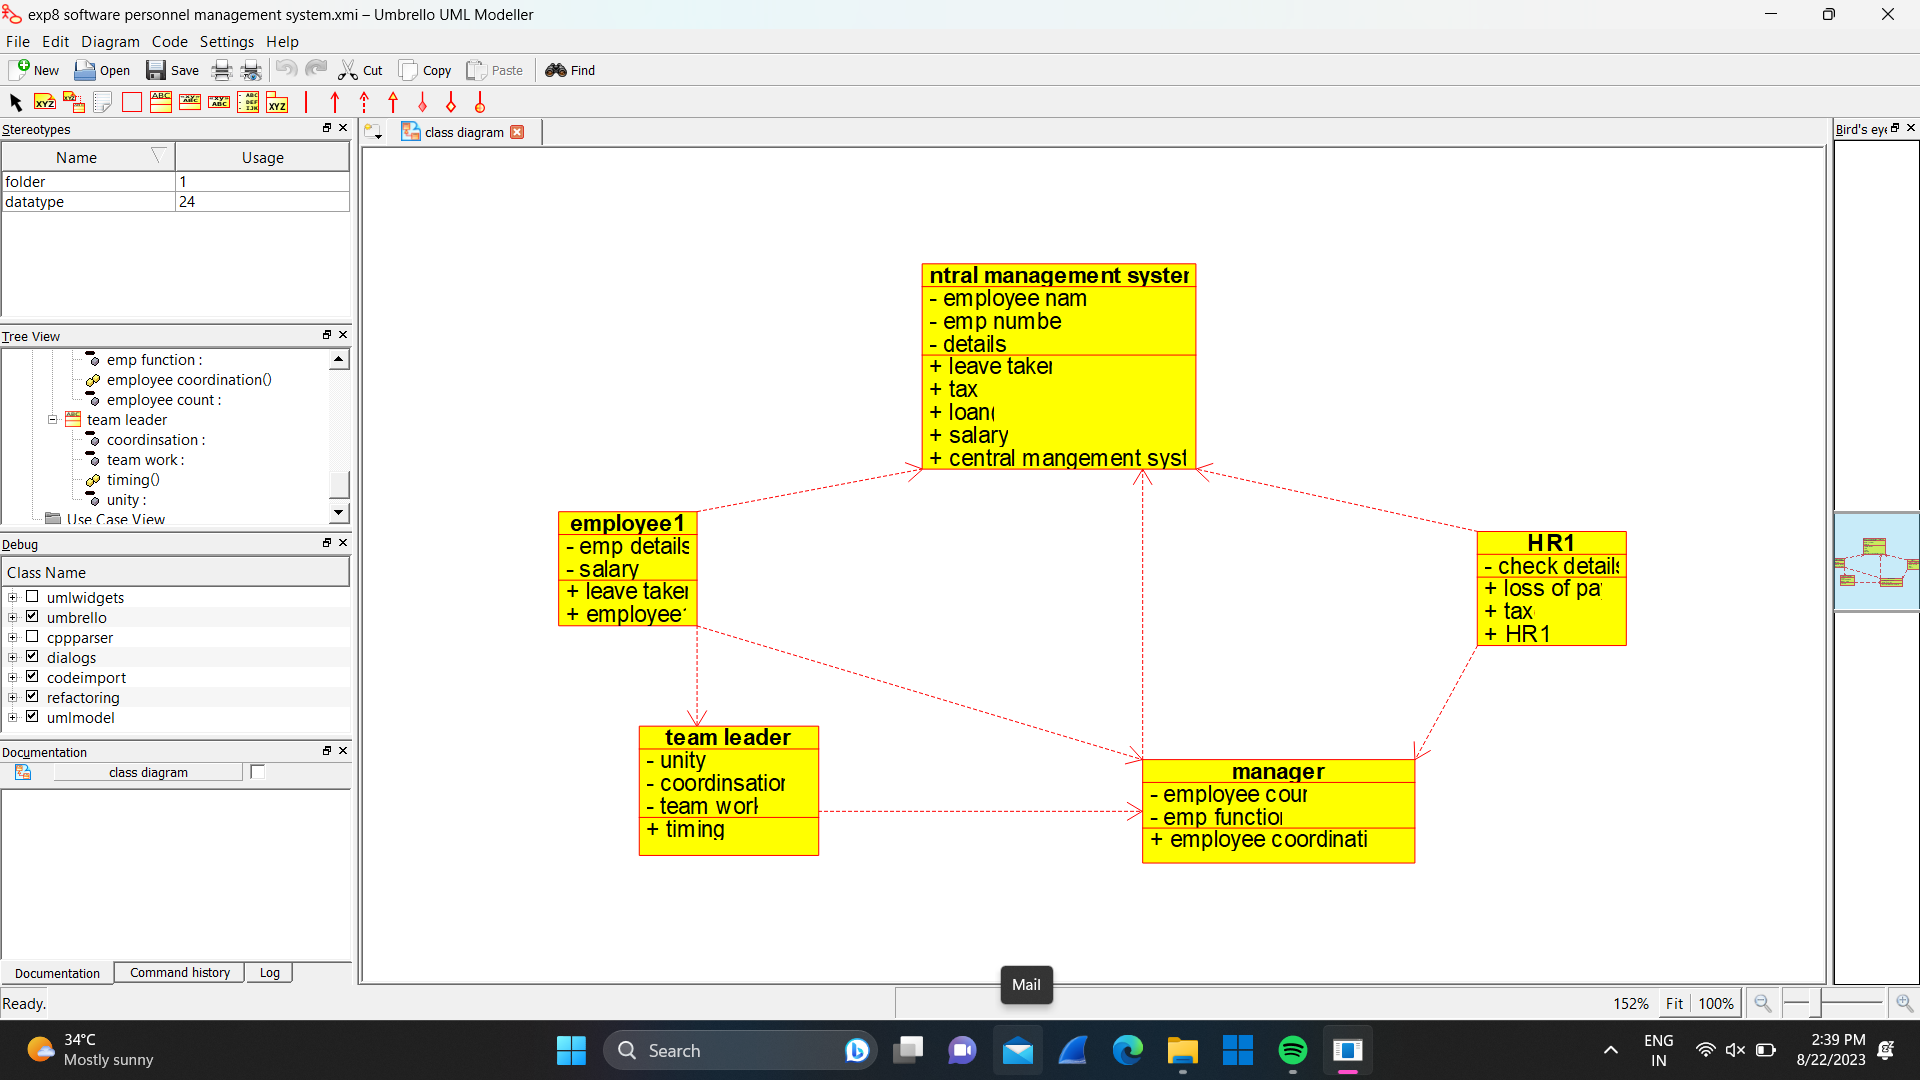 exp8 software personnel management system.xmi – Umbrello UML Modeller
File Edit Diagram Code Settings Help
New Open Save Cut Copy Paste Find
Stereotypes
Name Usage
folder 1
datatype 24
Tree View
emp function :
employee coordination()
employee count :
team leader
coordinsation :
team work :
timing()
unity :
Use Case View
Debug
Class Name
umlwidgets
umbrello
cppparser
dialogs
codeimport
refactoring
umlmodel
Documentation
class diagram
Documentation Command history Log
Ready.
class diagram
ntral management syster
- employee nam
- emp numbe
- details
+ leave taker
+ tax
+ loan(
+ salary
+ central mangement syst
employee1
- emp details
- salary
+ leave taker
+ employee1
HR1
- check details
+ loss of pa
+ tax
+ HR1
team leader
- unity
- coordinsation
- team work
+ timing
manager
- employee cour
- emp function
+ employee coordinati
Bird's eye
Mail
152% Fit 100%
34°C
Mostly sunny
Search
ENG
IN
2:39 PM
8/22/2023